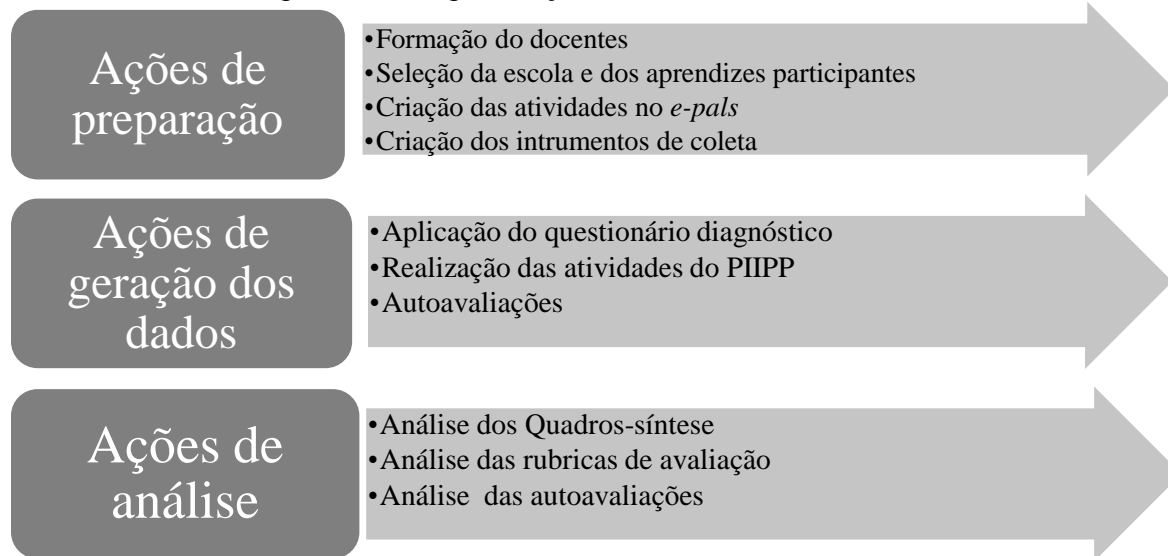 Ações de
preparação
•Formação do docentes
•Seleção da escola e dos aprendizes participantes
•Criação das atividades no e-pals
•Criação dos intrumentos de coleta
Ações de
geração dos
dados
•Aplicação do questionário diagnóstico
•Realização das atividades do PIIPP
•Autoavaliações
Ações de
análise
•Análise dos Quadros-síntese
•Análise das rubricas de avaliação
•Análise das autoavaliações